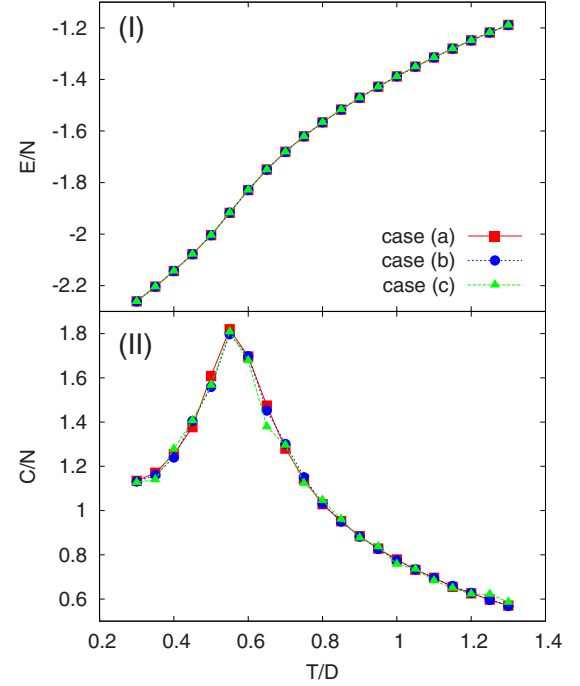 (I)
-1.2
-1.4
-1.6
-1.8
-2
-2.2
E/N
case (a)
case (b)
case (c)
(II)
1.8
1.6
1.4
1.2
1
0.8
0.6
C/N
0.2 0.4 0.6 0.8 1 1.2 1.4
T/D